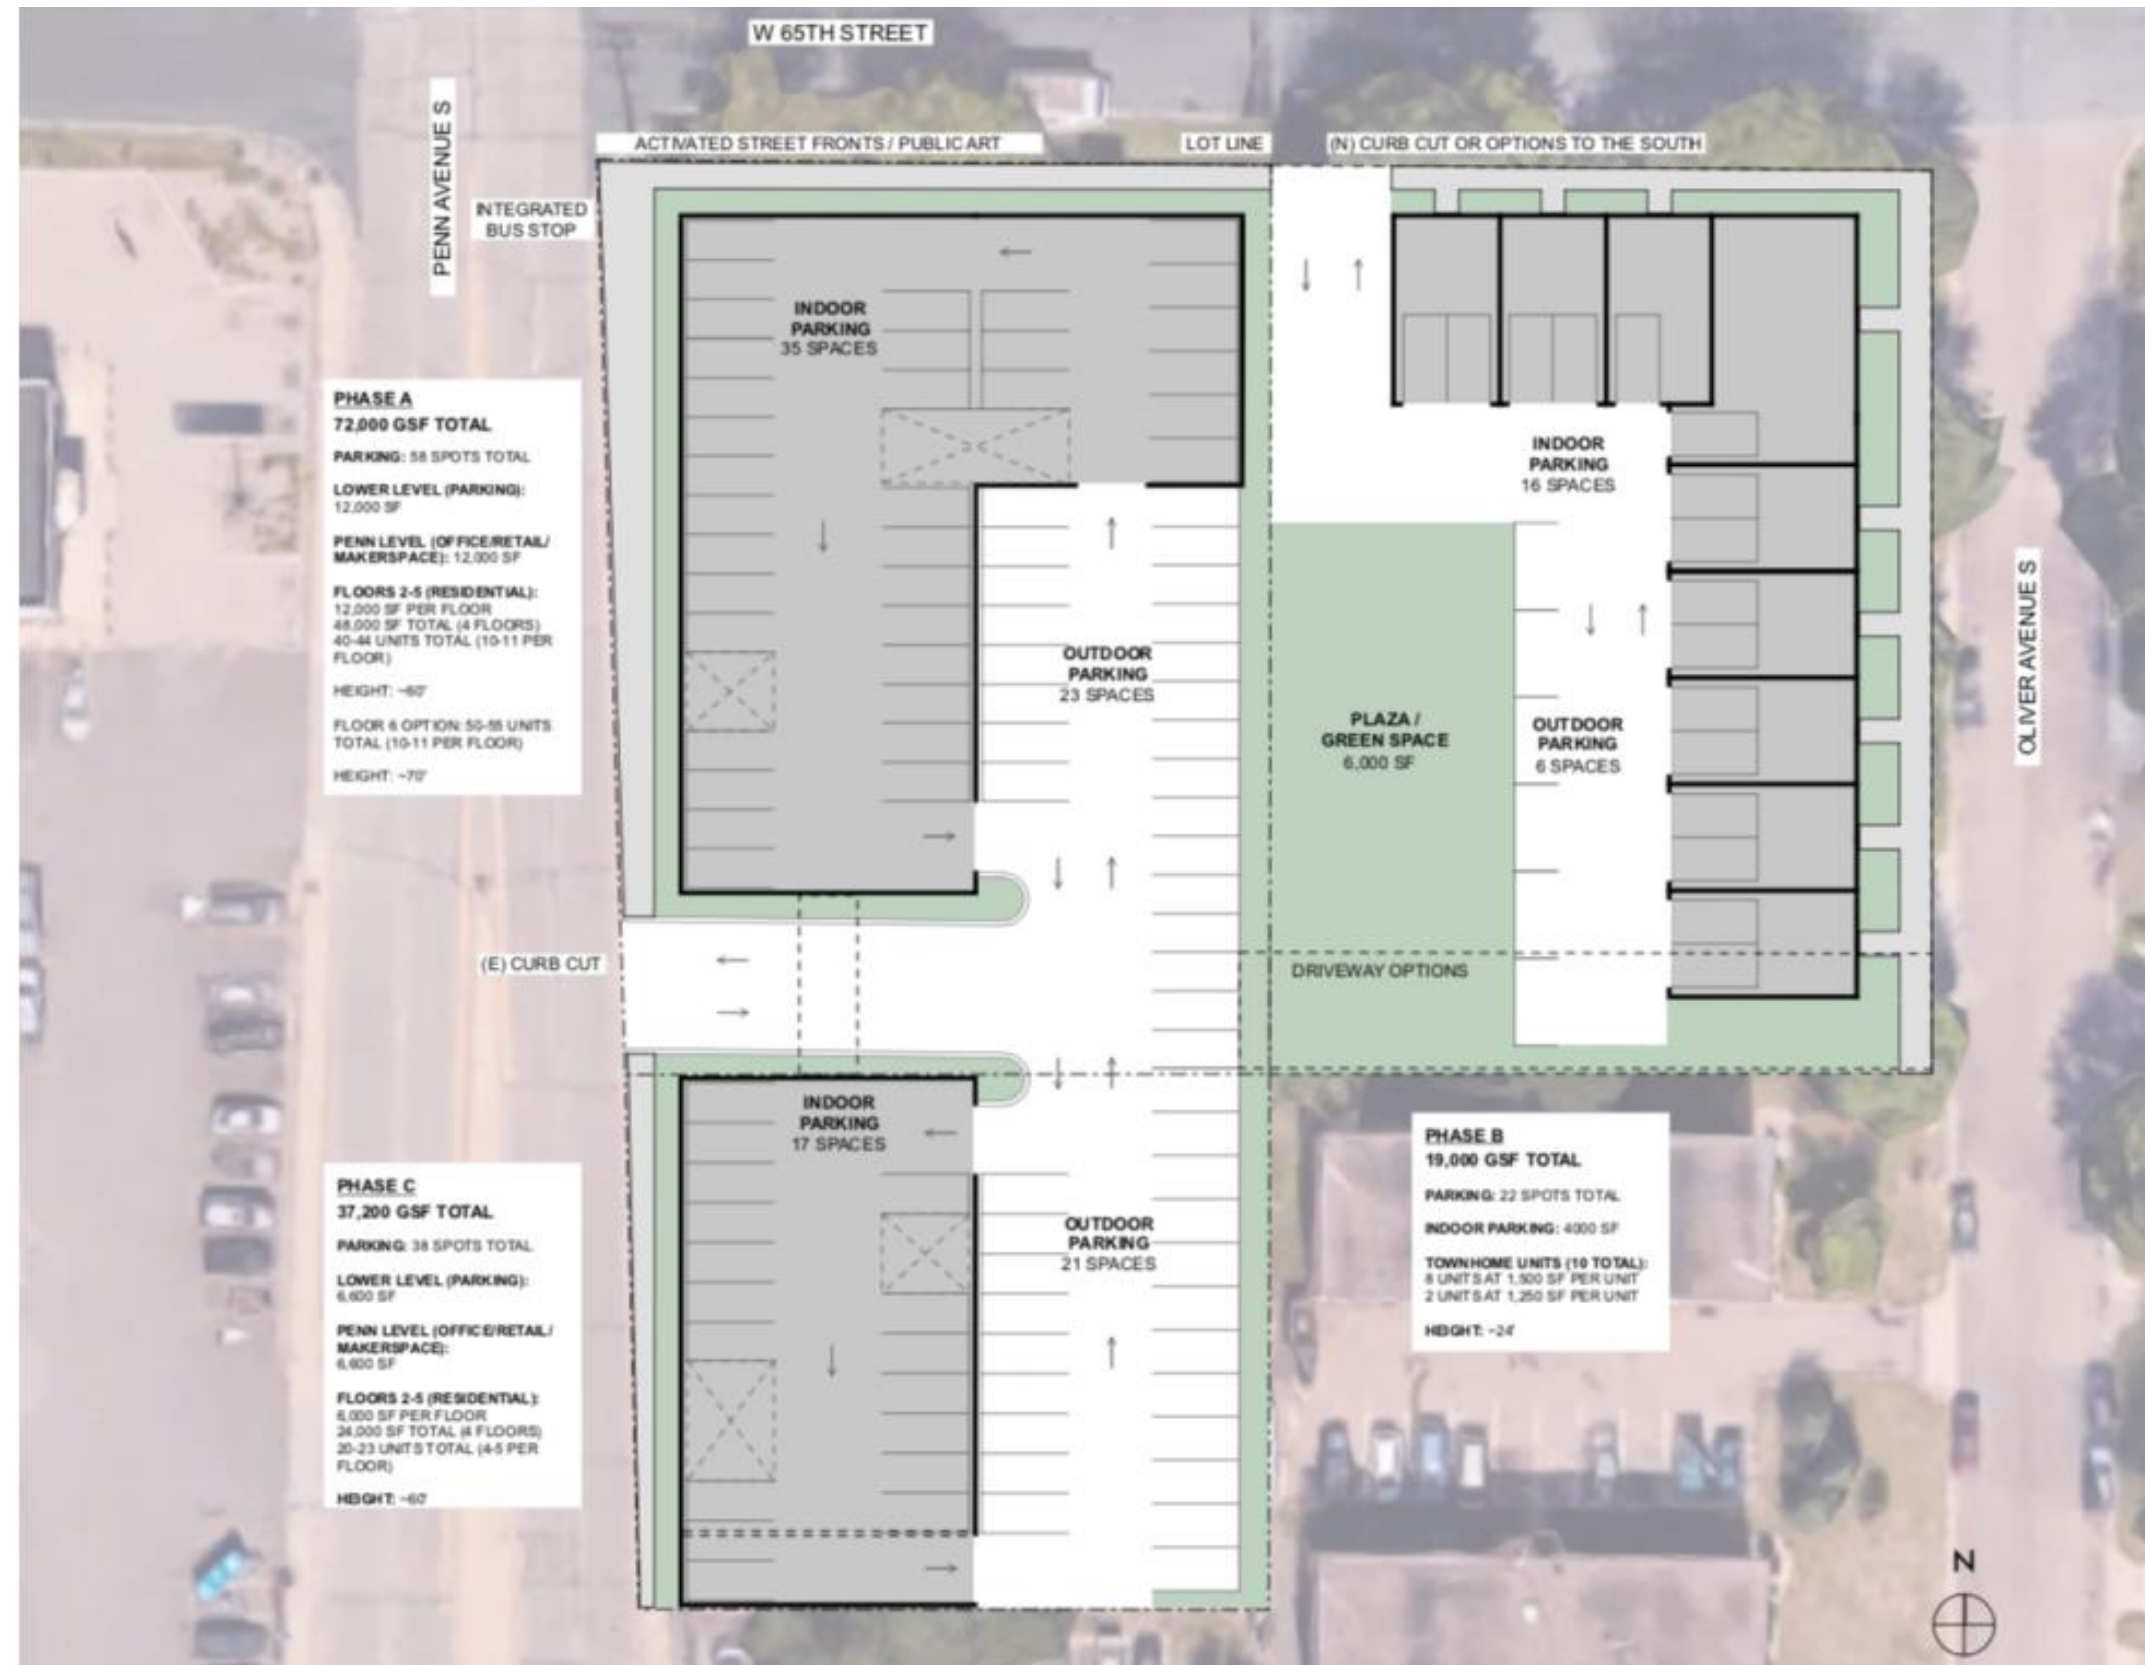 W 65TH STREET
PENN AVENUE S
ACTIVATED STREET FRONTS / PUBLIC ART
LOT LINE
(N) CURB CUT OR OPTIONS TO THE SOUTH
INTEGRATED
BUS STOP
INDOOR
PARKING
35 SPACES
PHASE A
72,000 GSF TOTAL
PARKING: 58 SPOTS TOTAL
LOWER LEVEL (PARKING):
12,000 SF
PENN LEVEL (OFFICE/RETAIL/
MAKERSPACE): 12,000 SF
FLOORS 2-5 (RESIDENTIAL):
12,000 SF PER FLOOR
48,000 SF TOTAL (4 FLOORS)
40-44 UNITS TOTAL (10-11 PER
FLOOR)
HEIGHT: ~60'
FLOOR 6 OPTION: 50-55 UNITS
TOTAL (10-11 PER FLOOR)
HEIGHT: ~70'
INDOOR
PARKING
16 SPACES
OUTDOOR
PARKING
23 SPACES
PLAZA /
GREEN SPACE
6,000 SF
OUTDOOR
PARKING
6 SPACES
OLIVER AVENUE S
(E) CURB CUT
DRIVEWAY OPTIONS
INDOOR
PARKING
17 SPACES
OUTDOOR
PARKING
21 SPACES
PHASE C
37,200 GSF TOTAL
PARKING: 38 SPOTS TOTAL
LOWER LEVEL (PARKING):
6,600 SF
PENN LEVEL (OFFICE/RETAIL/
MAKERSPACE):
6,600 SF
FLOORS 2-5 (RESIDENTIAL):
6,000 SF PER FLOOR
24,000 SF TOTAL (4 FLOORS)
20-23 UNITS TOTAL (4-5 PER
FLOOR)
HEIGHT: ~60'
PHASE B
19,000 GSF TOTAL
PARKING: 22 SPOTS TOTAL
INDOOR PARKING: 4000 SF
TOWNHOME UNITS (10 TOTAL):
8 UNITS AT 1,500 SF PER UNIT
2 UNITS AT 1,250 SF PER UNIT
HEIGHT: ~24'
N